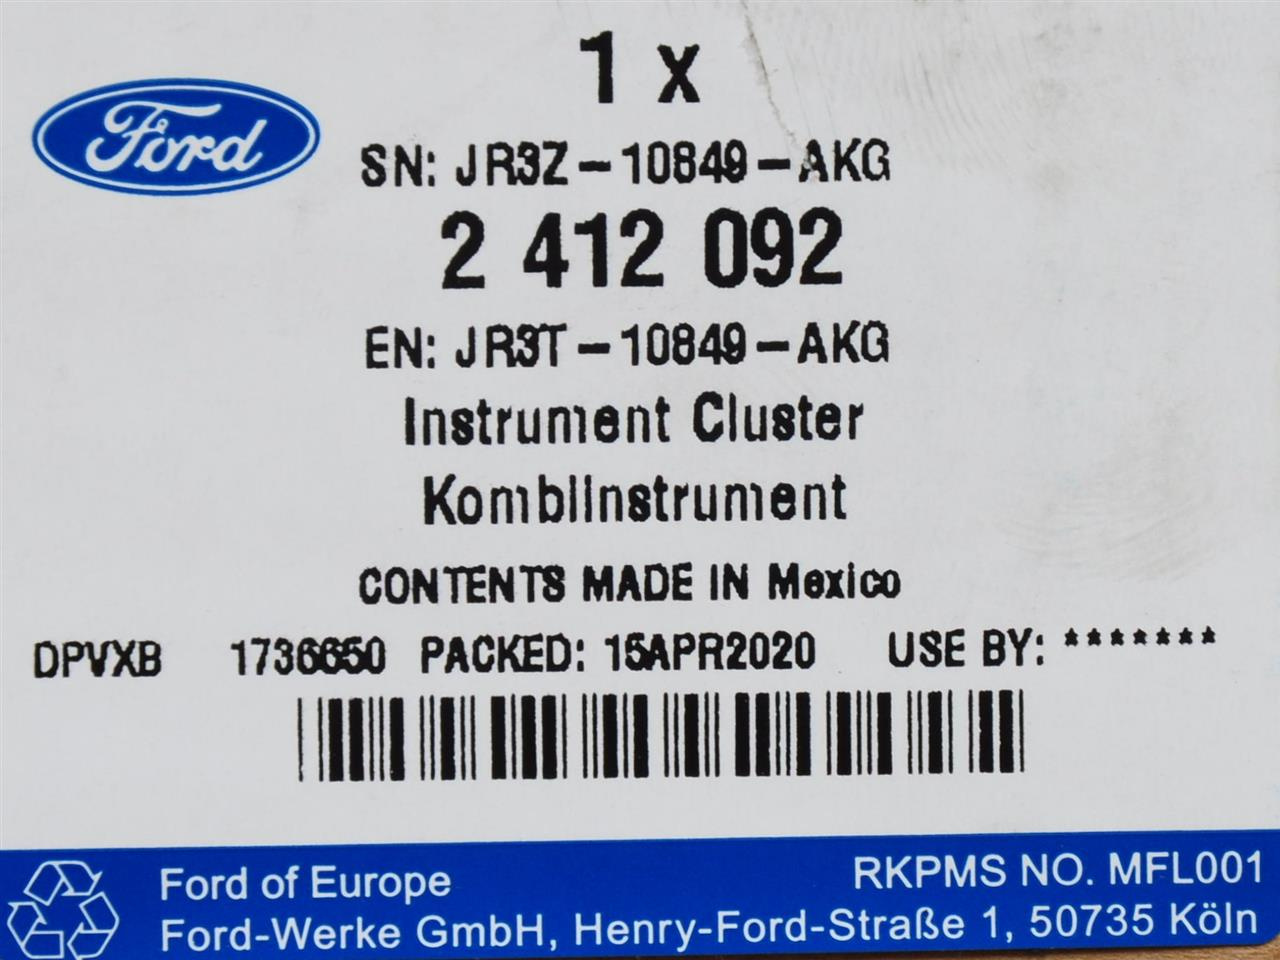 Ford
1 x
SN: JR3Z-10849-AKG
2 412 092
EN: JR3T-10849-AKG
Instrument Cluster
Kombiinstrument
CONTENTS MADE IN Mexico
DPVXB 1736650 PACKED: 15APR2020 USE BY: *******
Ford of Europe RKPMS NO. MFL001
Ford-Werke GmbH, Henry-Ford-Straße 1, 50735 Köln